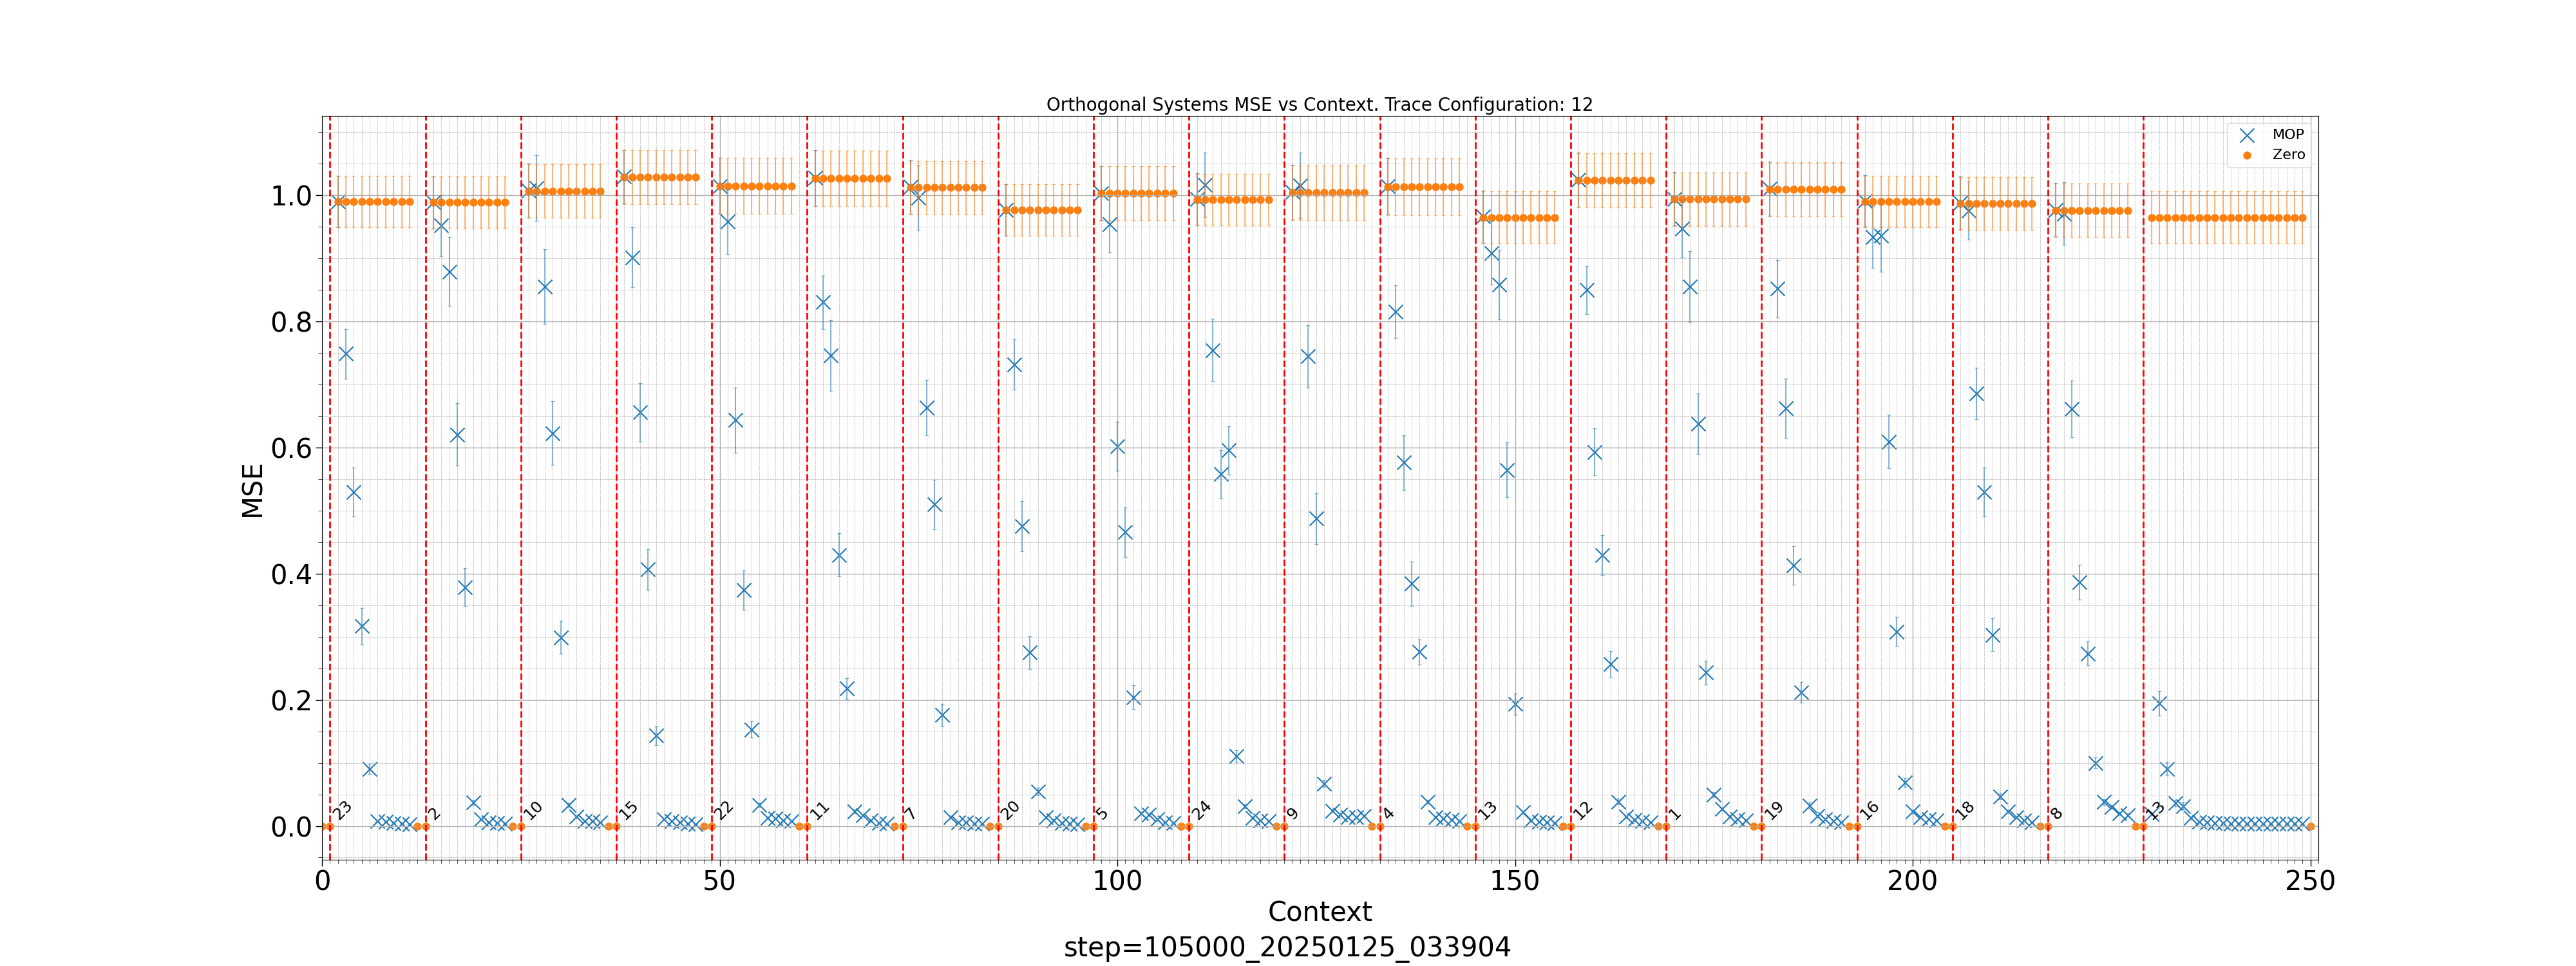 Orthogonal Systems MSE vs Context. Trace Configuration: 12
MOP
Zero
MSE
1.0
0.8
0.6
0.4
0.2
0.0
23 2 10 15 22 11 7 20 5 24 9 4 13 12 1 19 16 18 8 13
0 50 100 150 200 250
Context
step=105000_20250125_033904